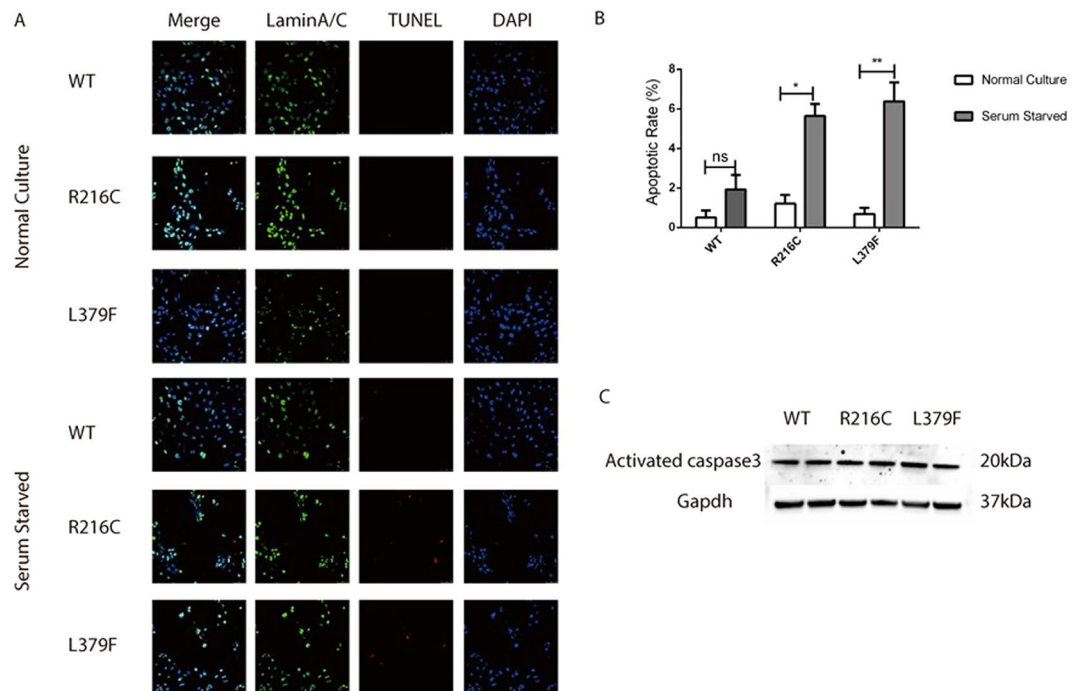 A
Merge LaminA/C TUNEL DAPI
Normal Culture
WT
R216C
L379F
Serum Starved
WT
R216C
L379F
B
Apoptotic Rate (%)
8
6
4
2
0
ns
*
**
WT
R216C
L379F
Normal Culture
Serum Starved
C
WT R216C L379F
Activated caspase3 20kDa
Gapdh 37kDa